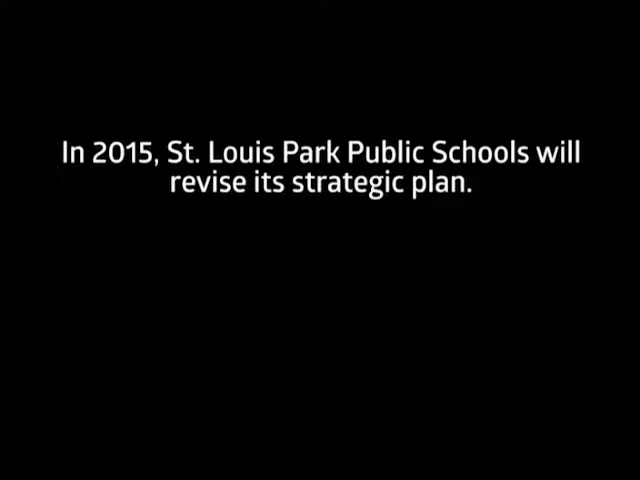 In 2015, St. Louis Park Public Schools will
revise its strategic plan.